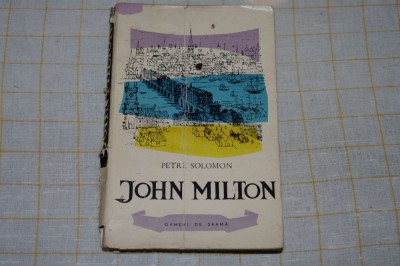 PETRE SOLOMON
JOHN MILTON
OAMENI DE SEAMĂ